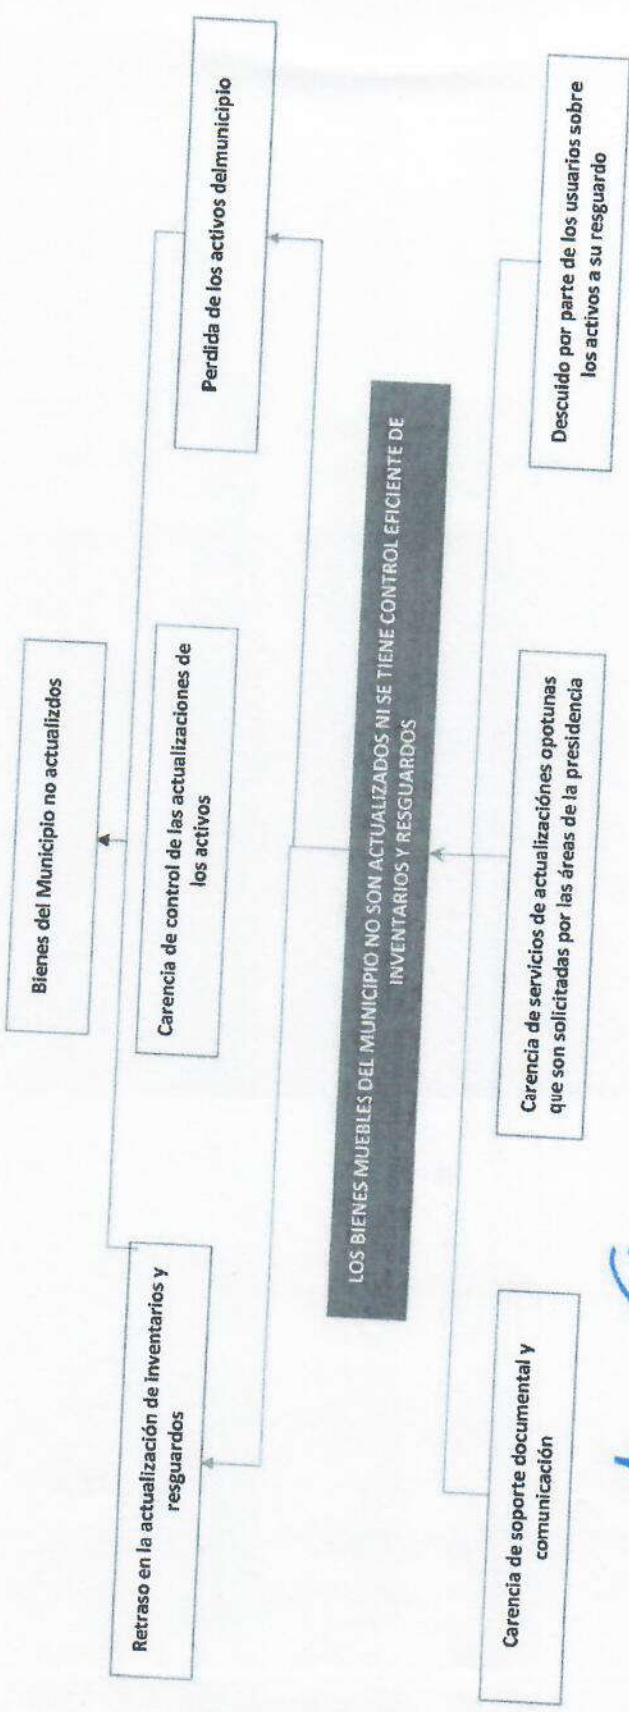 Bienes del Municipio no actualizdos
Retraso en la actualización de inventarios y
resguardos
Carencia de control de las actualizaciones de
los activos
Perdida de los activos delmunicipio
LOS BIENES MUEBLES DEL MUNICIPIO NO SON ACTUALIZADOS NI SE TIENE CONTROL EFICIENTE DE
INVENTARIOS Y RESGUARDOS
Carencia de soporte documental y
comunicación
Carencia de servicios de actualizaciónes opotunas
que son solicitadas por las áreas de la presidencia
Descuido por parte de los usuarios sobre
los activos a su resguardo